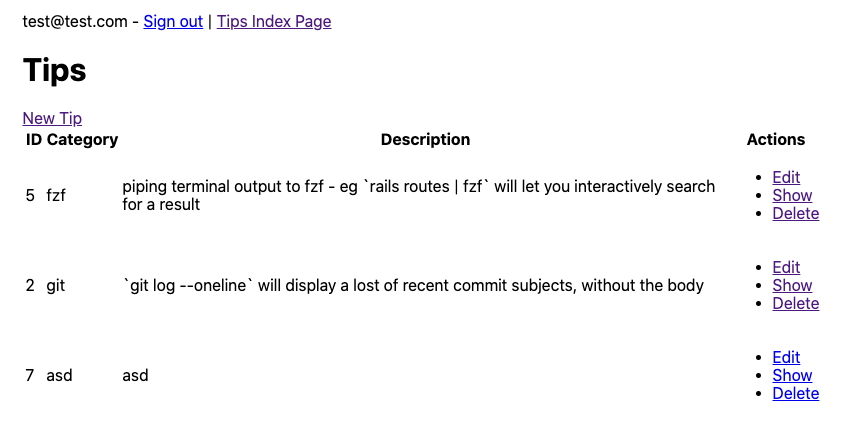 test@test.com - Sign out | Tips Index Page
Tips
New Tip
ID Category Description Actions
5 fzf piping terminal output to fzf - eg `rails routes | fzf` will let you interactively search
for a result
Edit
Show
Delete
2 git `git log --oneline` will display a lost of recent commit subjects, without the body
Edit
Show
Delete
7 asd asd
Edit
Show
Delete